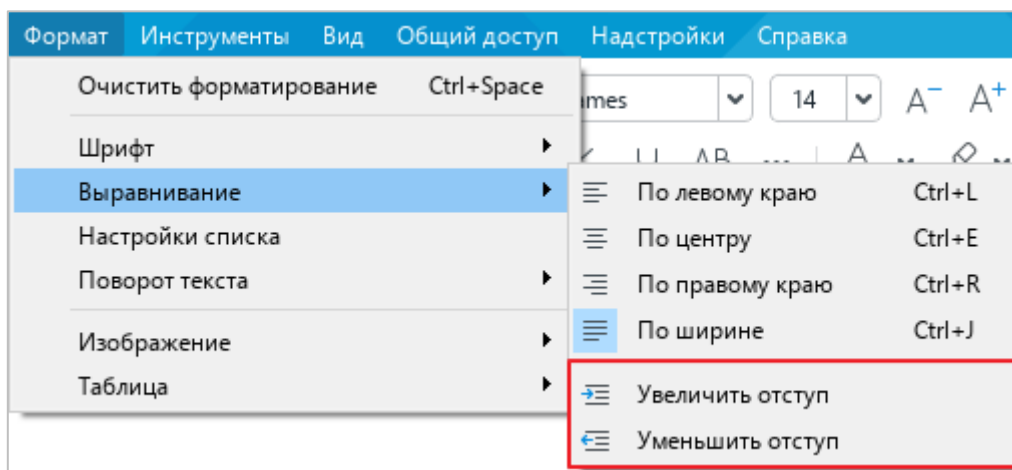 Формат Инструменты Вид Общий доступ Надстройки Справка
Очистить форматирование Ctrl+Space
14 A− A+
Шрифт
Выравнивание
Настройки списка
Поворот текста
Изображение
Таблица
По левому краю Ctrl+L
По центру Ctrl+E
По правому краю Ctrl+R
По ширине Ctrl+J
Увеличить отступ
Уменьшить отступ